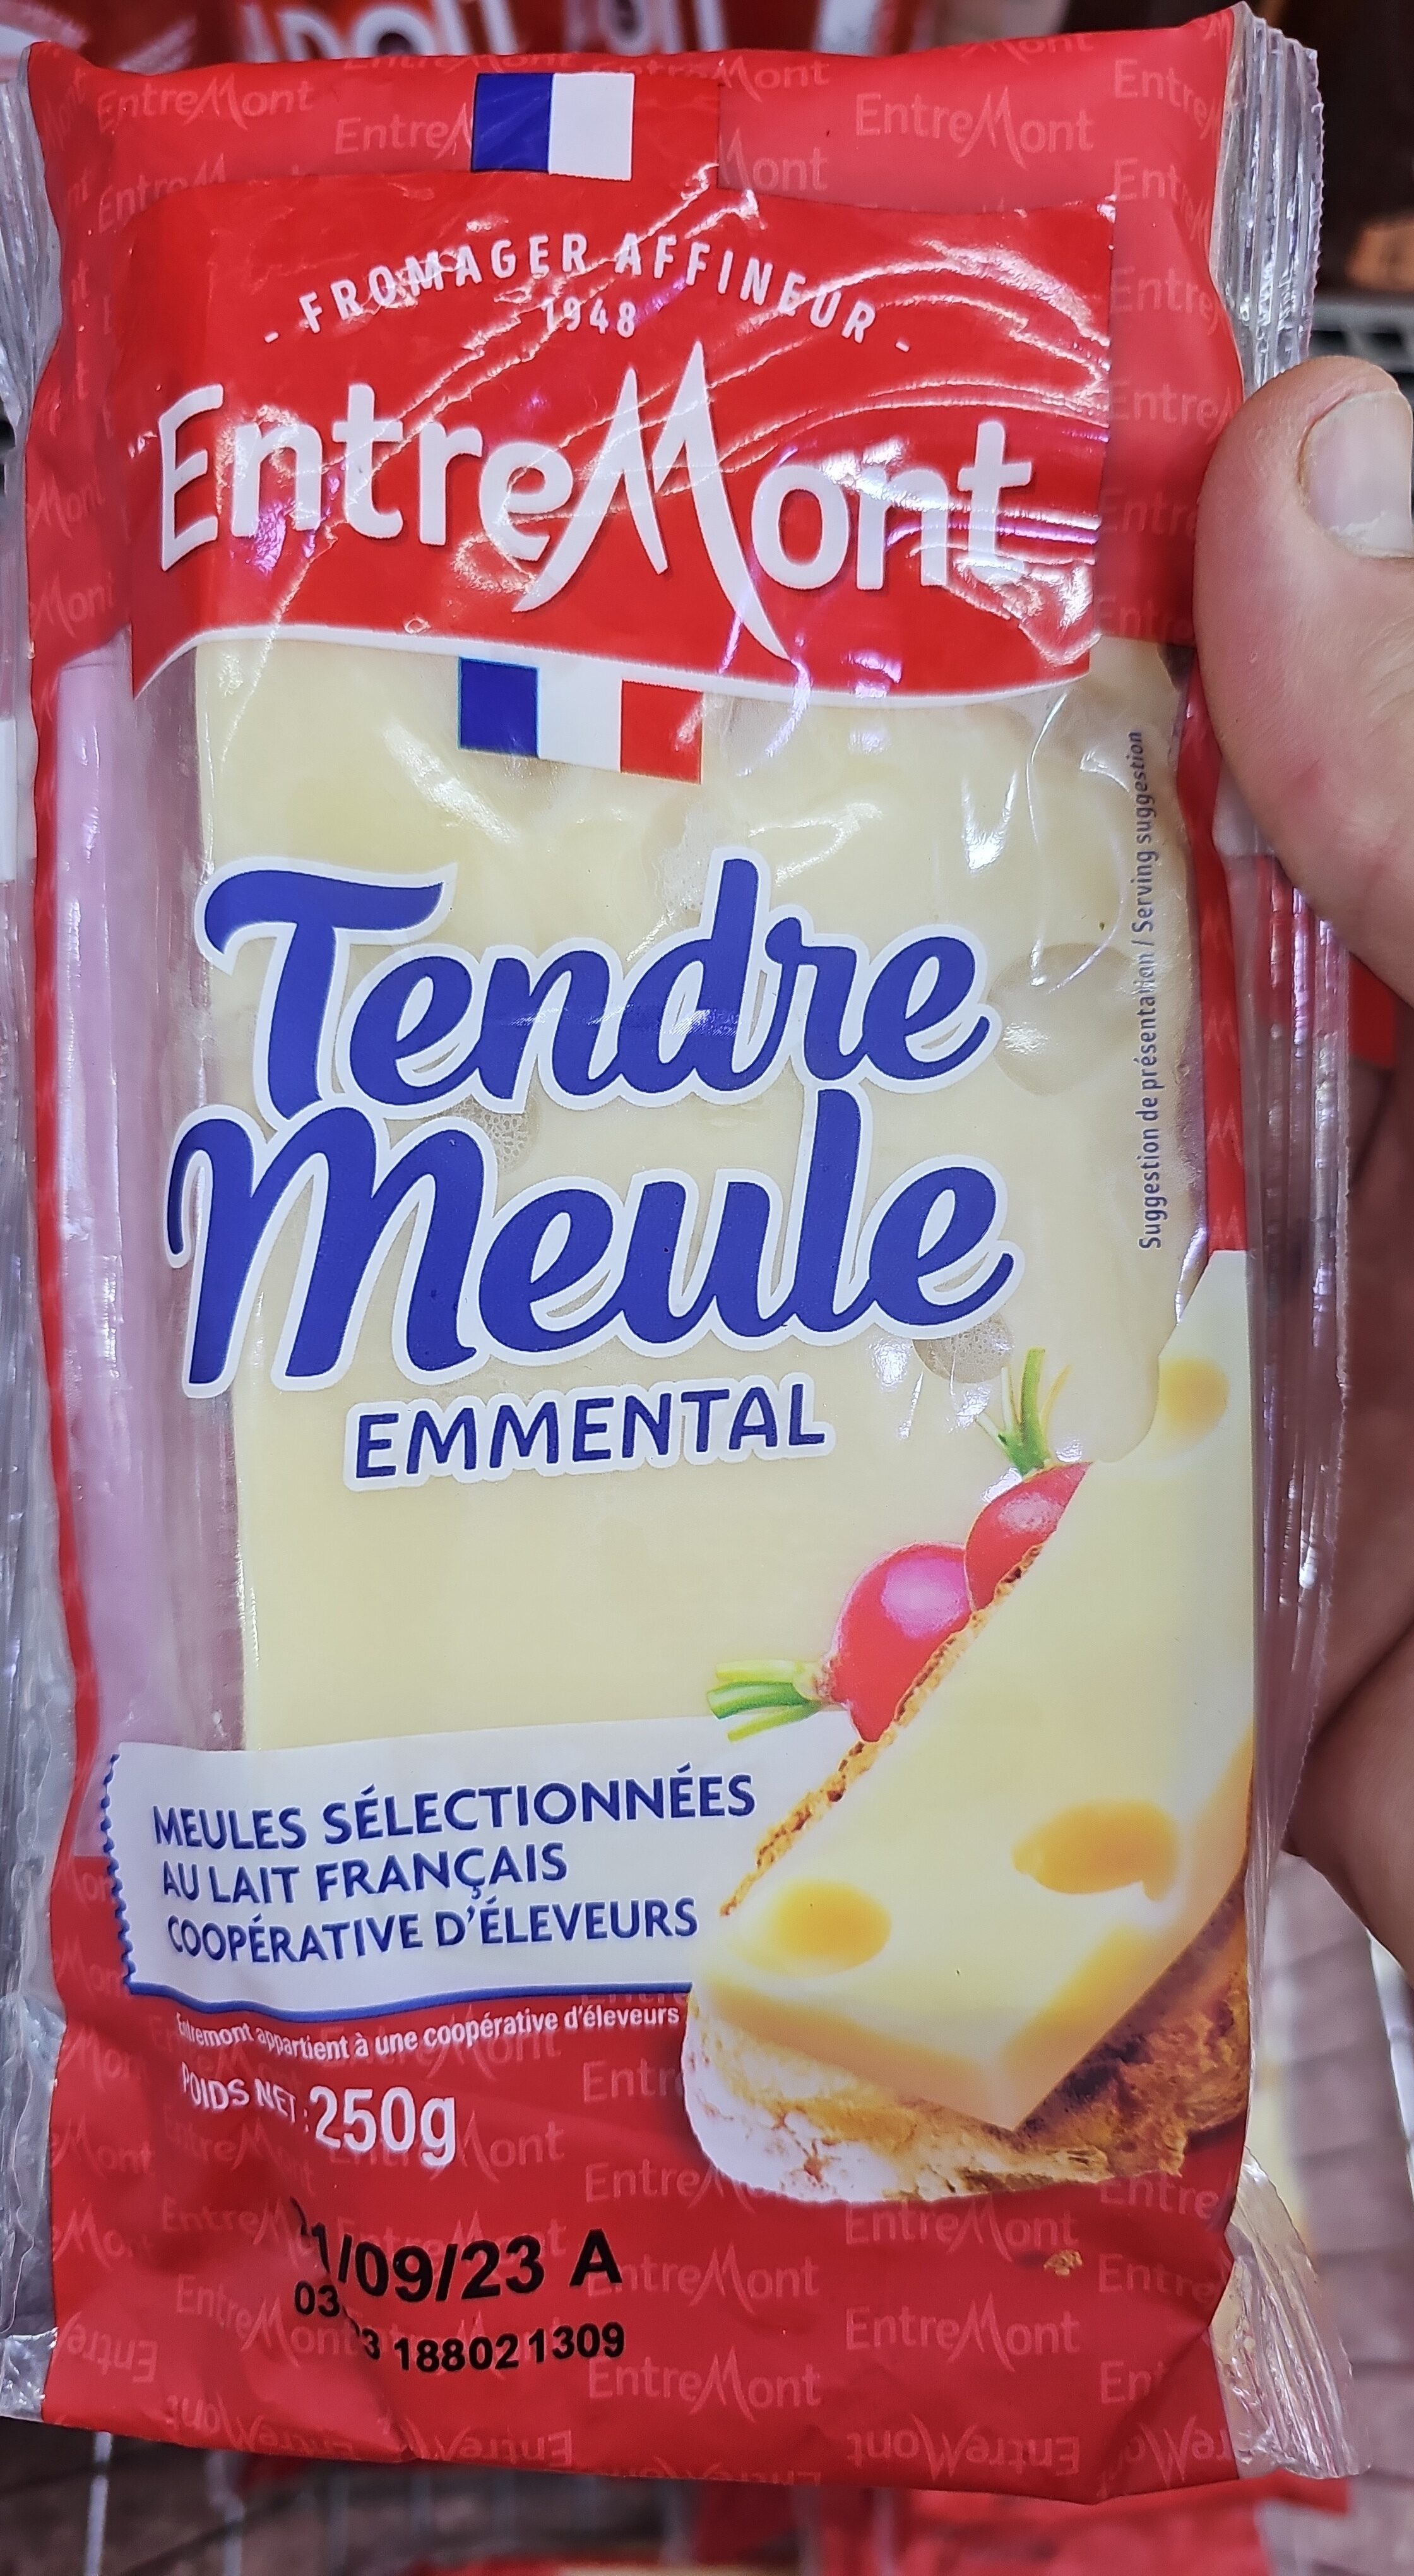 - FROMAGER AFFINEUR -
1948
EntreMont
Suggestion de présentation / Serving suggestion
Tendre
Meule
EMMENTAL
MEULES SÉLECTIONNÉES
AU LAIT FRANÇAIS
COOPÉRATIVE D'ÉLEVEURS
Entremont appartient à une coopérative d'éleveurs
POIDS NET : 250g
1/09/23 A
188021309